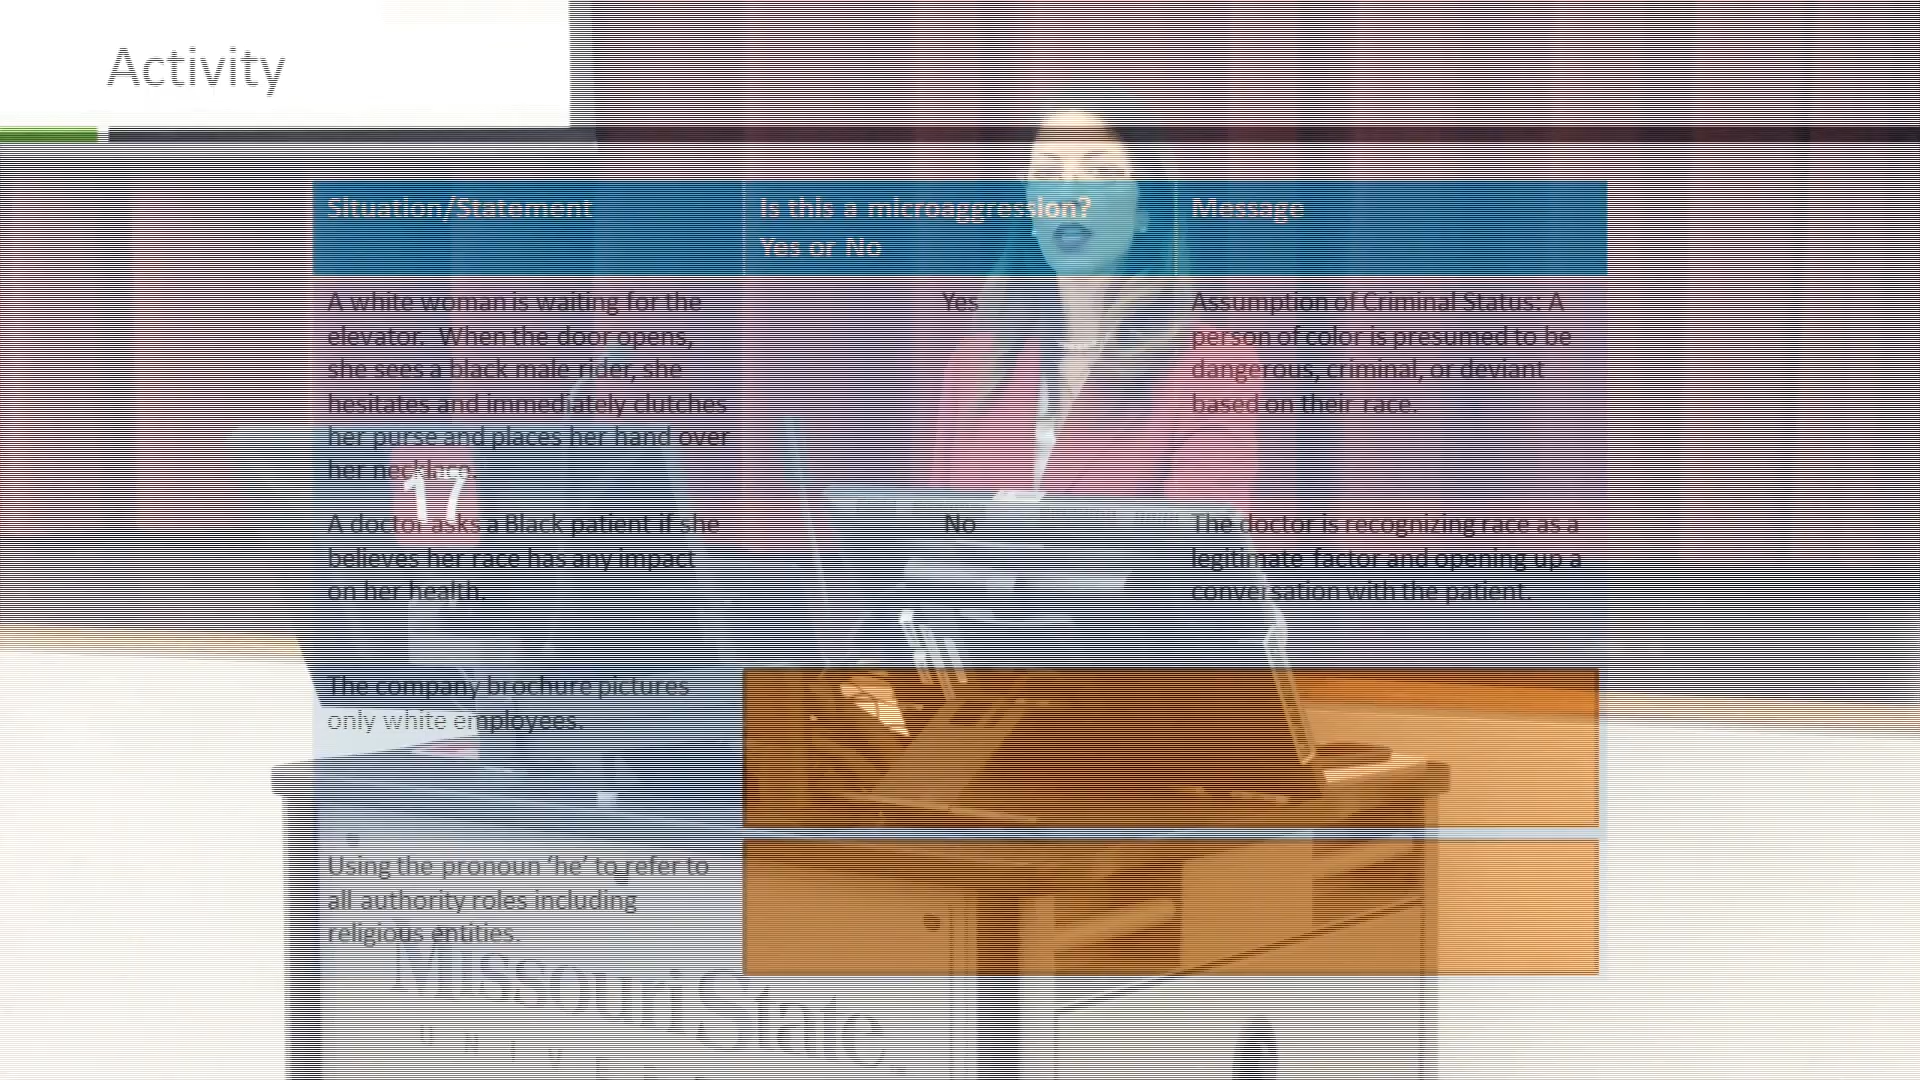 Activity
Situation/Statement
Is this a microaggression?
Yes or No
Message
A white woman is waiting for the
elevator. When the door opens,
she sees a black male rider, she
hesitates and immediately clutches
her purse and places her hand over
her necklace.
Yes
Assumption of Criminal Status: A
person of color is presumed to be
dangerous, criminal, or deviant
based on their race.
17
A doctor asks a Black patient if she
believes her race has any impact
on her health.
No
The doctor is recognizing race as a
legitimate factor and opening up a
conversation with the patient.
The company brochure pictures
only white employees.
Using the pronoun ‘he’ to refer to
all authority roles including
religious entities.
Missouri State